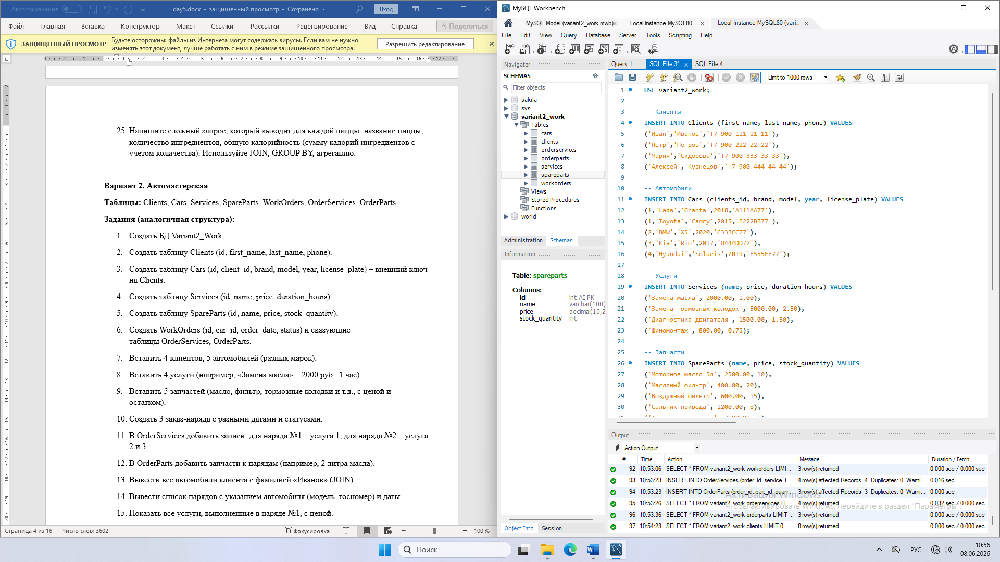 Автосохранение
day5.docx - защищенный просмотр - Сохранено
Вход
Файл Главная Вставка Конструктор Макет Ссылки Рассылки Рецензирование Вид Справка Поделиться
ЗАЩИЩЕННЫЙ ПРОСМОТР
Будьте осторожны: файлы из Интернета могут содержать вирусы. Если вам не нужно
изменять этот документ, лучше работать с ним в режиме защищенного просмотра.
Разрешить редактирование
25. Напишите сложный запрос, который выводит для каждой пиццы: название пиццы,
количество ингредиентов, общую калорийность (сумму калорий ингредиентов с
учётом количества). Используйте JOIN, GROUP BY, агрегацию.
Вариант 2. Автомастерская
Таблицы: Clients, Cars, Services, SpareParts, WorkOrders, OrderServices, OrderParts
Задания (аналогичная структура):
1. Создать БД Variant2_Work.
2. Создать таблицу Clients (id, first_name, last_name, phone).
3. Создать таблицу Cars (id, client_id, brand, model, year, license_plate) – внешний ключ
на Clients.
4. Создать таблицу Services (id, name, price, duration_hours).
5. Создать таблицу SpareParts (id, name, price, stock_quantity).
6. Создать WorkOrders (id, car_id, order_date, status) и связующие
таблицы OrderServices, OrderParts.
7. Вставить 4 клиентов, 5 автомобилей (разных марок).
8. Вставить 4 услуги (например, «Замена масла» – 2000 руб., 1 час).
9. Вставить 5 запчастей (масло, фильтр, тормозные колодки и т.д., с ценой и
остатком).
10. Создать 3 заказ-наряда с разными датами и статусами.
11. В OrderServices добавить записи: для наряда №1 – услуга 1, для наряда №2 – услуга
2 и 3.
12. В OrderParts добавить запчасти к нарядам (например, 2 литра масла).
13. Вывести все автомобили клиента с фамилией «Иванов» (JOIN).
14. Вывести список нарядов с указанием автомобиля (модель, госномер) и даты.
15. Показать все услуги, выполненные в наряде №1, с ценой.
Страница 4 из 16 Число слов: 3602 Фокусировка 100 %
MySQL Workbench
MySQL Model (variant2_work.mwb) Local instance MySQL80 Local instance MySQL80 (vari...
File Edit View Query Database Server Tools Scripting Help
Navigator
SCHEMAS
Filter objects
sakila
sys
variant2_work
Tables
cars
clients
orderservices
orderparts
services
spareparts
workorders
Views
Stored Procedures
Functions
world
Administration Schemas
Information
Table: spareparts
Columns:
id int AI PK
name varchar(100)
price decimal(10,2
stock_quantity int
Object Info Session
Query 1 SQL File 3* SQL File 4
Limit to 1000 rows
1 USE variant2_work;
2
3 -- Клиенты
4 INSERT INTO Clients (first_name, last_name, phone) VALUES
5 ('Иван','Иванов','+7-900-111-11-11'),
6 ('Пётр','Петров','+7-900-222-22-22'),
7 ('Мария','Сидорова','+7-900-333-33-33'),
8 ('Алексей','Кузнецов','+7-900-444-44-44');
9
10 -- Автомобили
11 INSERT INTO Cars (clients_id, brand, model, year, license_plate) VALUES
12 (1,'Lada','Granta',2018,'A111AA77'),
13 (1,'Toyota','Camry',2015,'B222BB77'),
14 (2,'BMW','X5',2020,'C333CC77'),
15 (3,'Kia','Rio',2017,'D444DD77'),
16 (4,'Hyundai','Solaris',2019,'E555EE77');
17
18 -- Услуги
19 INSERT INTO Services (name, price, duration_hours) VALUES
20 ('Замена масла', 2000.00, 1.00),
21 ('Замена тормозных колодок', 5000.00, 2.50),
22 ('Диагностика двигателя', 1500.00, 1.50),
23 ('Шиномонтаж', 800.00, 0.75);
24
25 -- Запчасти
26 INSERT INTO SpareParts (name, price, stock_quantity) VALUES
27 ('Моторное масло 5л', 2500.00, 10),
28 ('Масляный фильтр', 400.00, 20),
29 ('Воздушный фильтр', 600.00, 15),
30 ('Сальник привода', 1200.00, 8),
Output
Action Output
# Time Action Message Duration / Fetch
92 10:53:06 SELECT * FROM variant2_work.workorders LIMI... 3 row(s) returned 0.000 sec / 0.000 sec
93 10:53:23 INSERT INTO OrderServices (order_id, service_i... 4 row(s) affected Records: 4 Duplicates: 0 Warni... 0.016 sec
94 10:53:23 INSERT INTO OrderParts (order_id, part_id, quan... 3 row(s) affected Records: 3 Duplicates: 0 Warni... 0.000 sec
95 10:53:26 SELECT * FROM variant2_work.orderservices LI... 4 row(s) returned 0.032 sec / 0.000 sec
96 10:53:36 SELECT * FROM variant2_work.orderparts LIMIT ... 3 row(s) returned 0.000 sec / 0.000 sec
97 10:54:28 SELECT * FROM variant2_work.clients LIMIT 0, ... 8 row(s) returned 0.000 sec / 0.000 sec
Активация Windows
Чтобы активировать Windows, перейдите в раздел "Параметры".
Поиск
РУС
10:56
08.06.2026